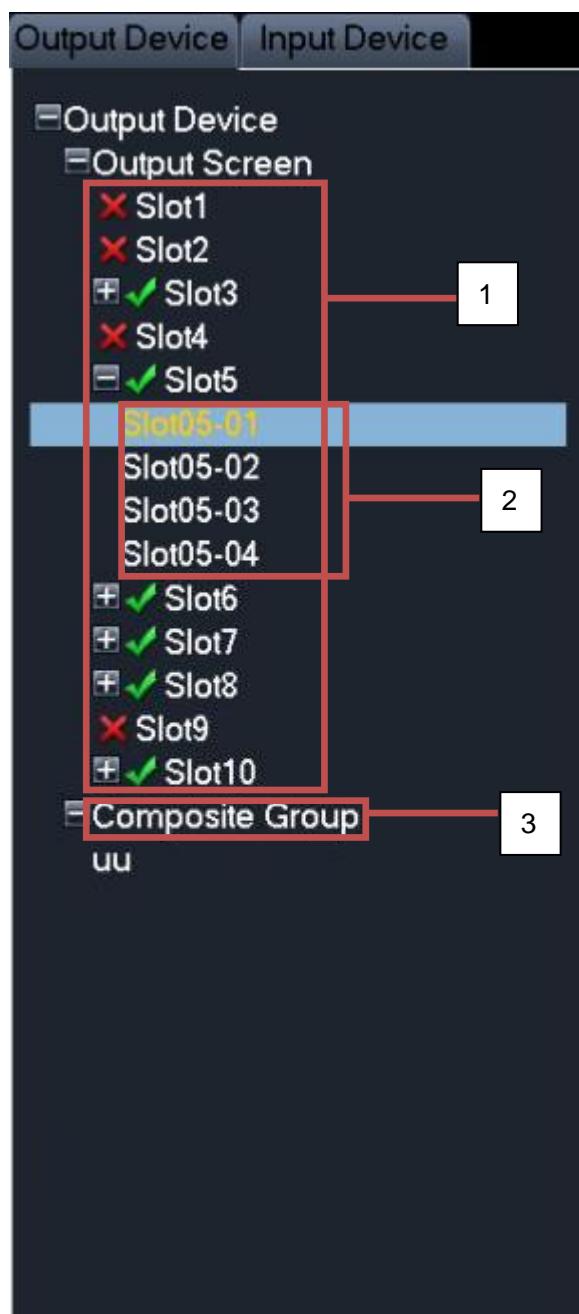 Output Device Input Device
Output Device
Output Screen
Slot1
Slot2
Slot3
1
Slot4
Slot5
Slot05-01
Slot05-02
2
Slot05-03
Slot05-04
Slot6
Slot7
Slot8
Slot9
Slot10
Composite Group
3
uu